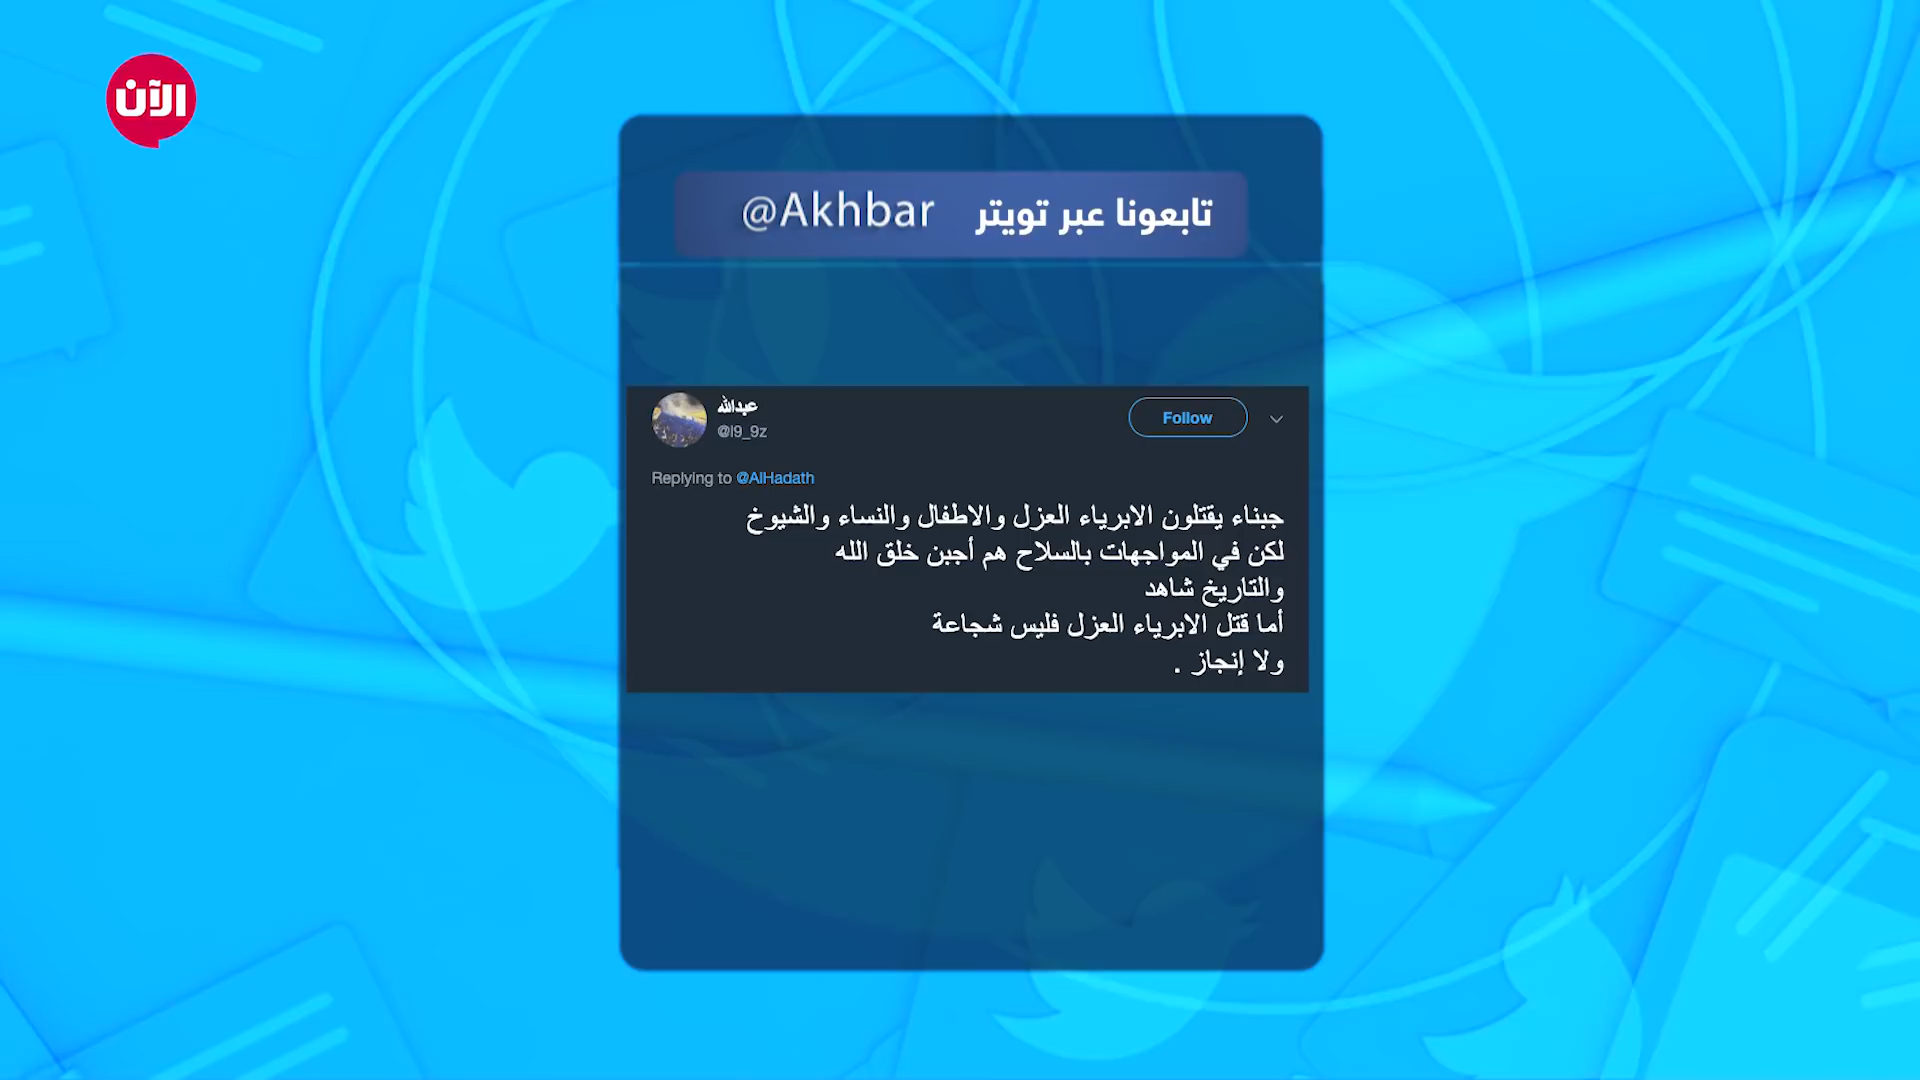 الآن
تابعونا عبر تويتر @Akhbar
عبدالله
@l9_9z
Follow
Replying to @AlHadath
جبناء يقتلون الابرياء العزل والاطفال والنساء والشيوخ
لكن في المواجهات بالسلاح هم أجبن خلق الله
والتاريخ شاهد
أما قتل الابرياء العزل فليس شجاعة
ولا إنجاز .